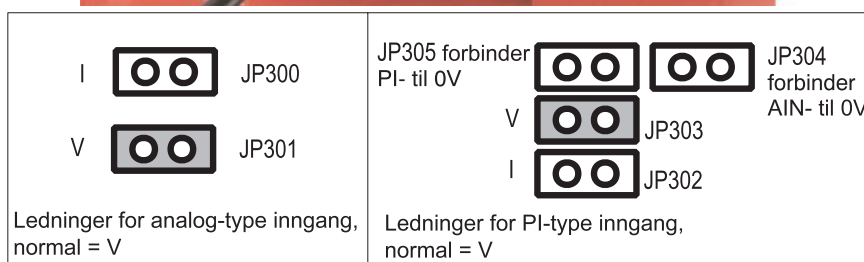 I JP300
V JP301
Ledninger for analog-type inngang,
normal = V
JP305 forbinder
PI- til 0V
JP304
forbinder
AIN- til 0V
V JP303
I JP302
Ledninger for PI-type inngang,
normal = V